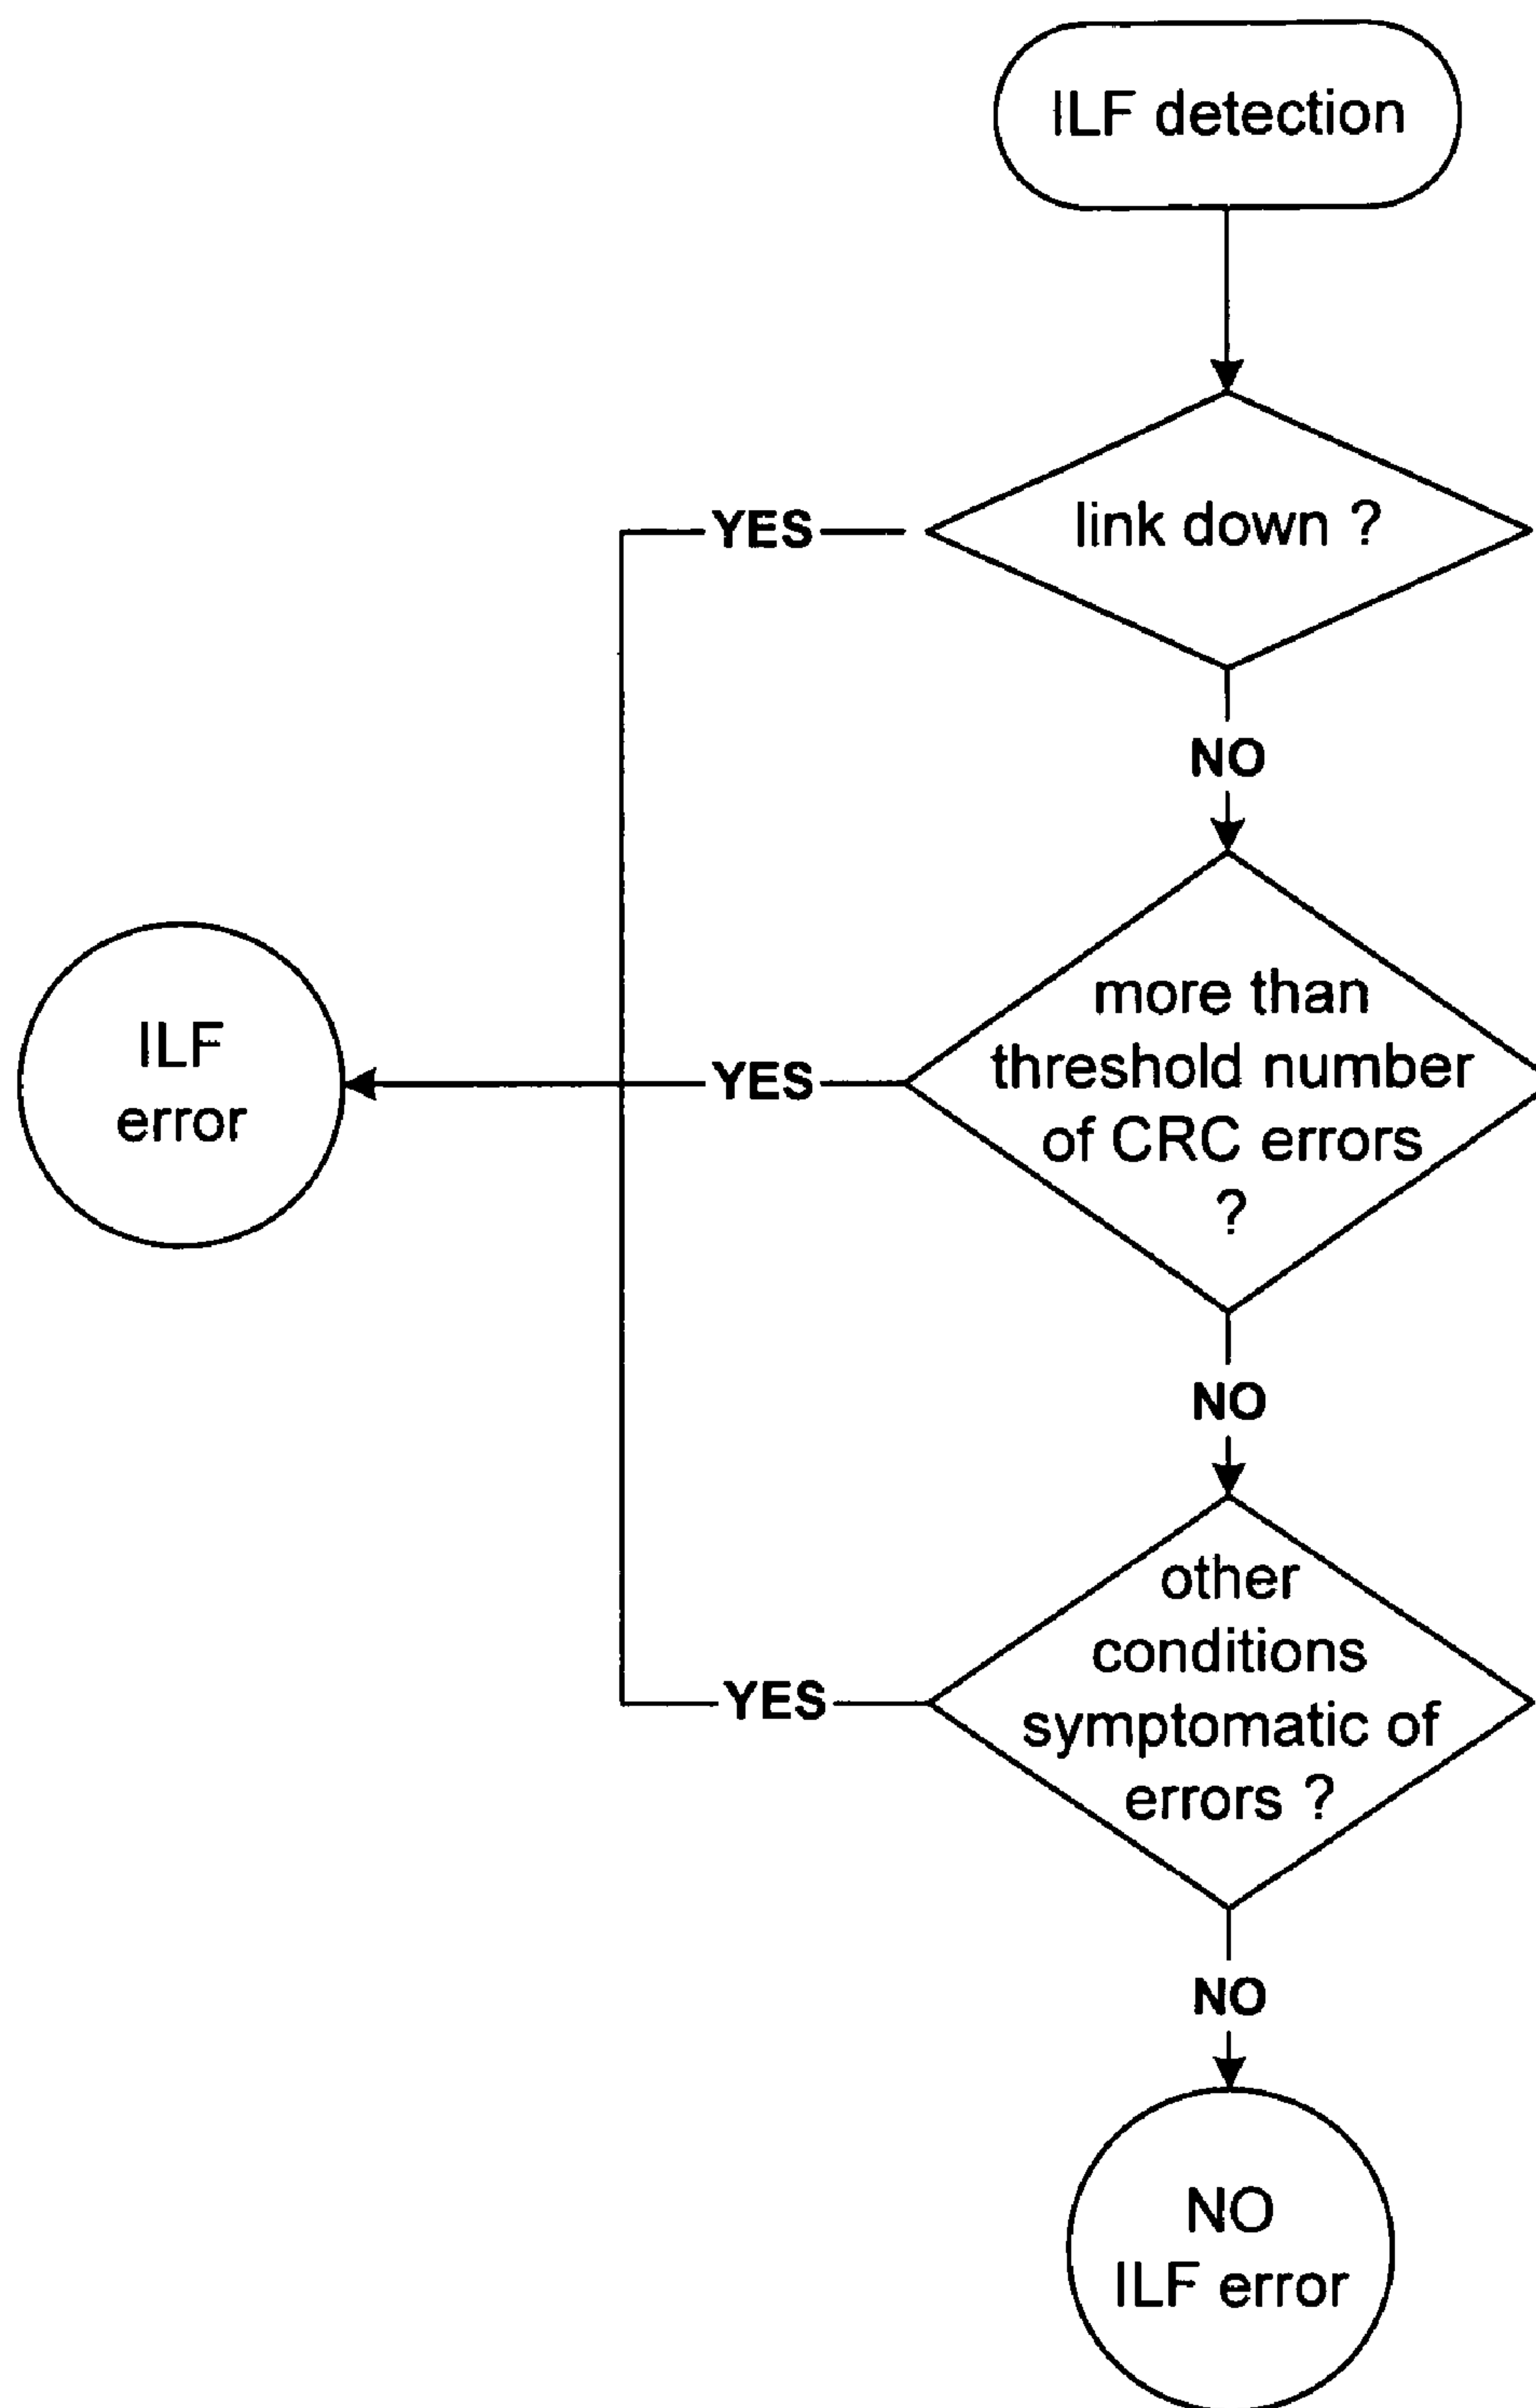 ILF detection
link down ?
YES
NO
more than
threshold number
of CRC errors
?
YES
ILF
error
NO
other
conditions
symptomatic of
errors ?
YES
NO
NO
ILF error